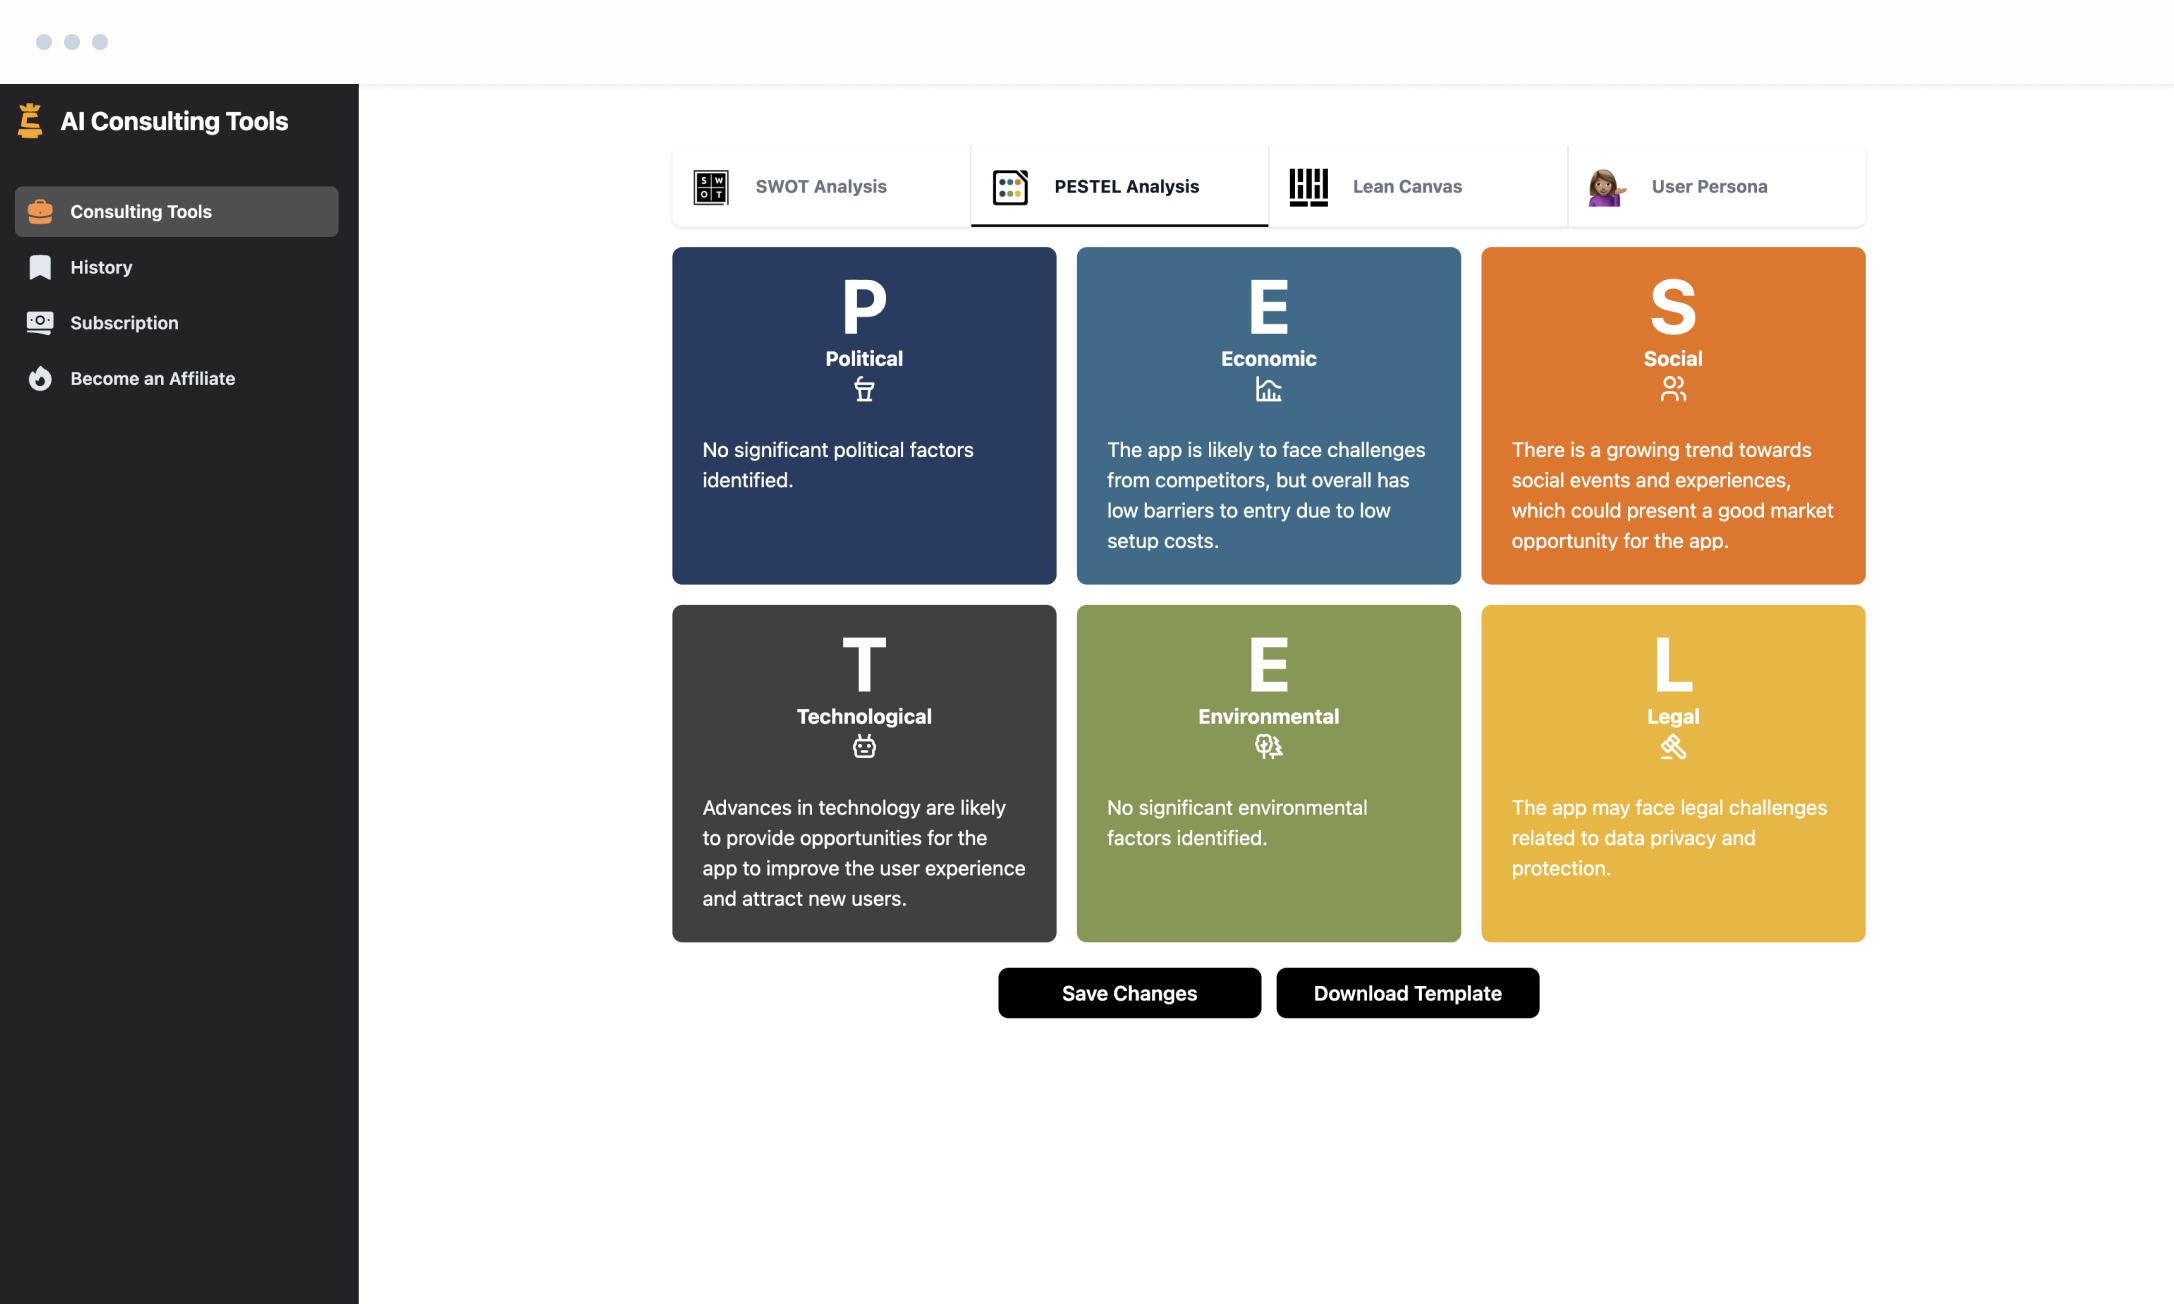 AI Consulting Tools
Consulting Tools
History
Subscription
Become an Affiliate
S W
O T
SWOT Analysis
PESTEL Analysis
Lean Canvas
User Persona
P
Political
No significant political factors
identified.
E
Economic
The app is likely to face challenges
from competitors, but overall has
low barriers to entry due to low
setup costs.
S
Social
There is a growing trend towards
social events and experiences,
which could present a good market
opportunity for the app.
T
Technological
Advances in technology are likely
to provide opportunities for the
app to improve the user experience
and attract new users.
E
Environmental
No significant environmental
factors identified.
L
Legal
The app may face legal challenges
related to data privacy and
protection.
Save Changes
Download Template